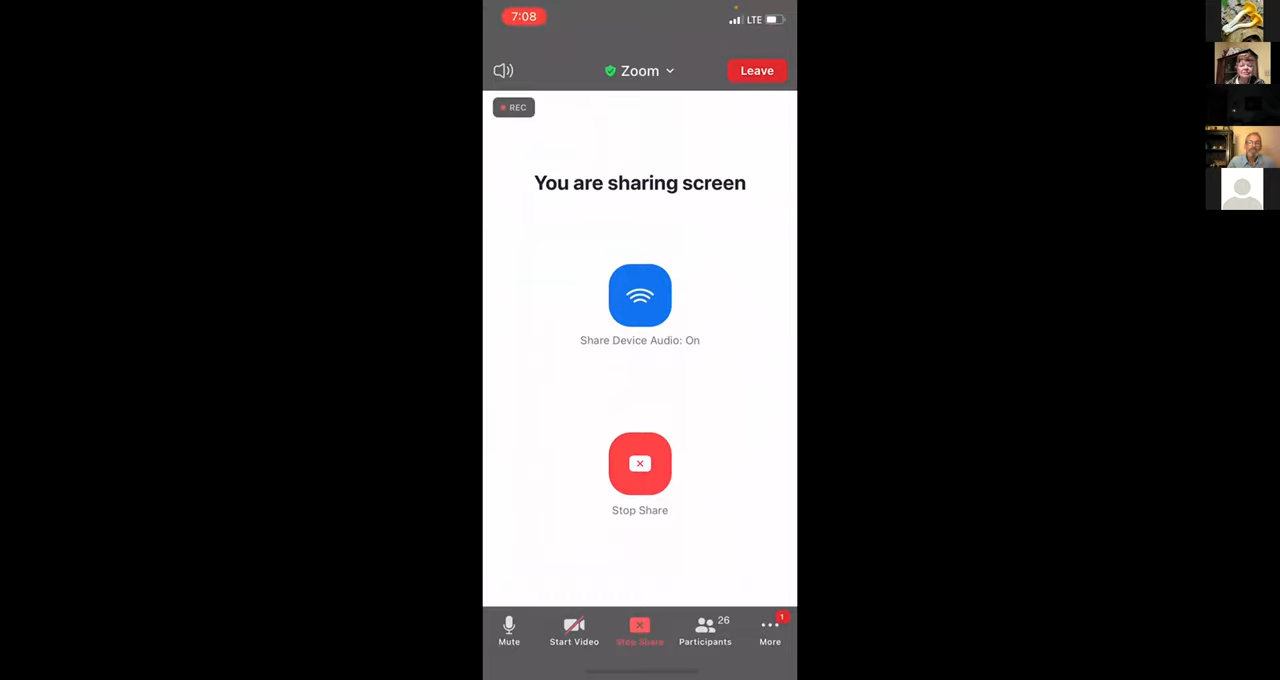 7:08
LTE
Zoom
Leave
REC
You are sharing screen
Share Device Audio: On
Stop Share
26
1
Mute
Start Video
Stop Share
Participants
More